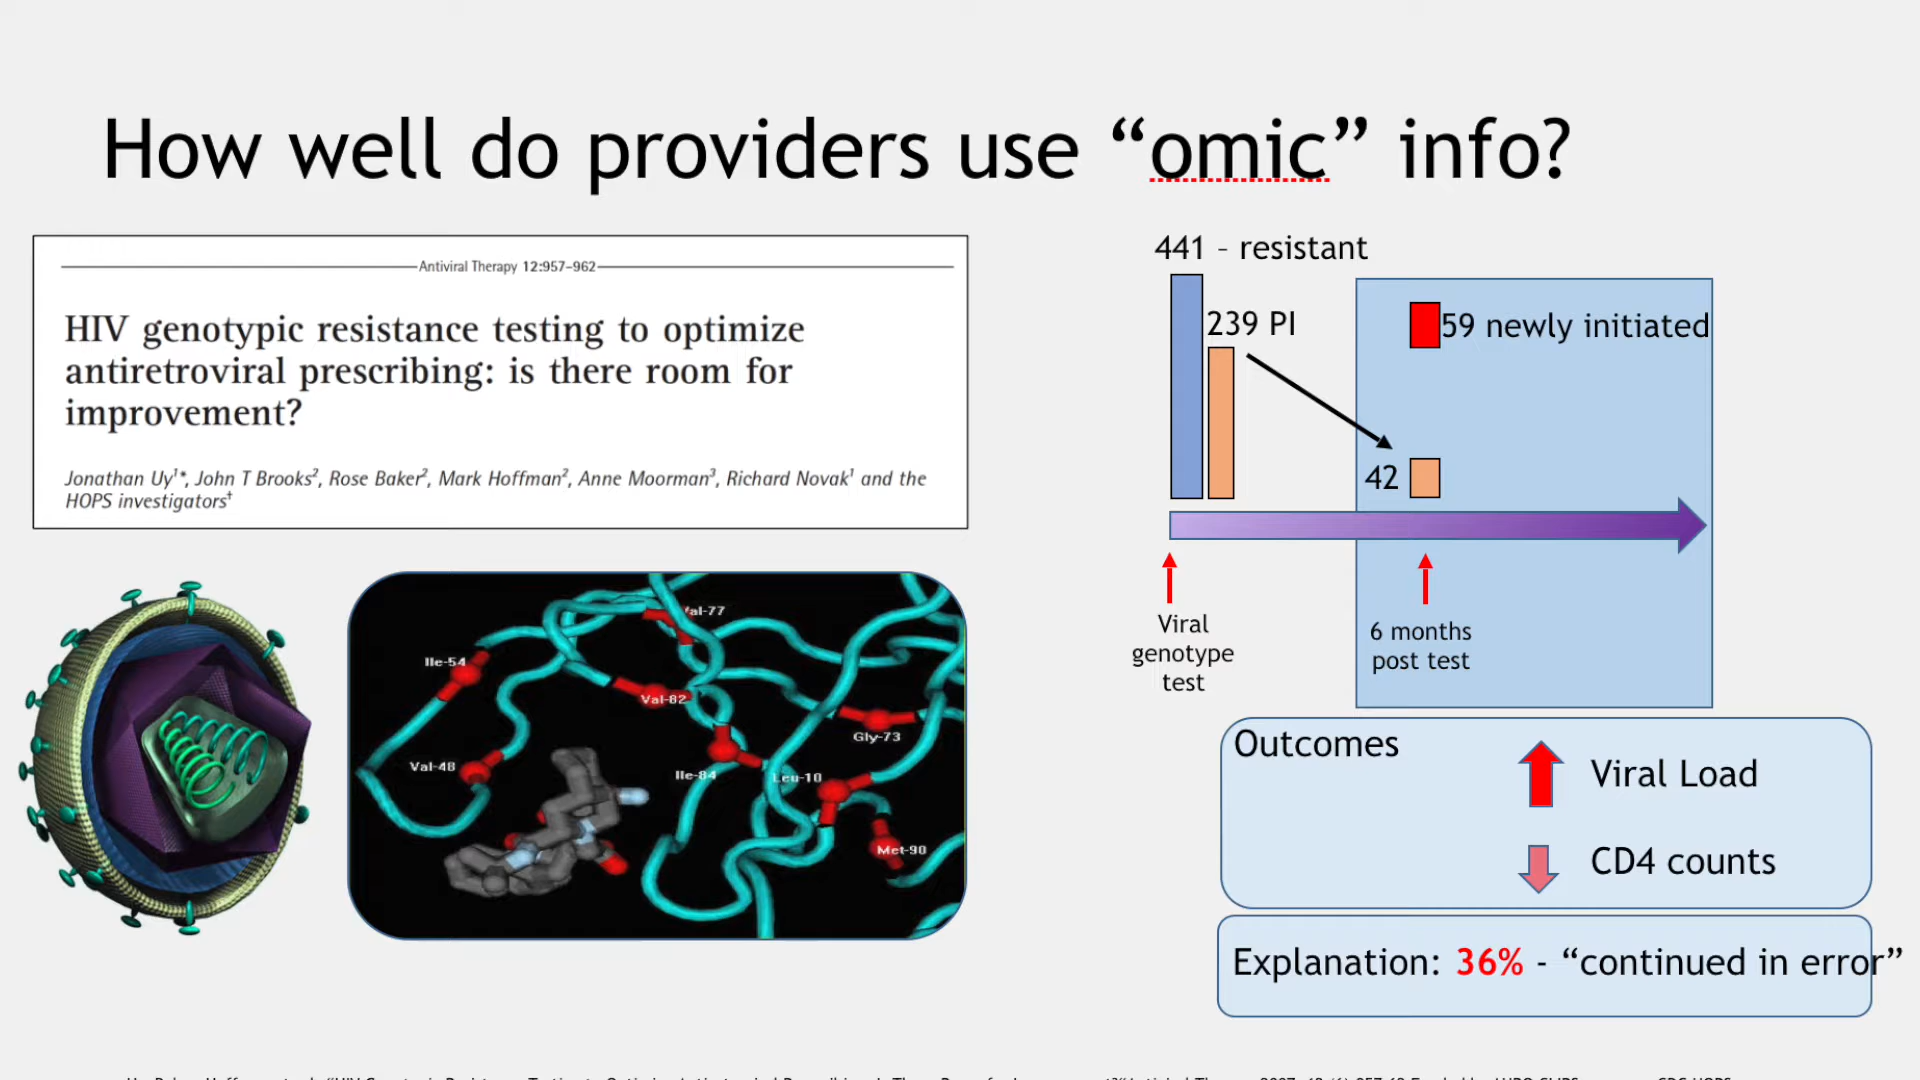 How well do providers use “omic” info?
Antiviral Therapy 12:957–962
HIV genotypic resistance testing to optimize
antiretroviral prescribing: is there room for
improvement?
Jonathan Uy¹*, John T Brooks², Rose Baker², Mark Hoffman², Anne Moorman³, Richard Novak¹ and the
HOPS investigators†
441 – resistant
239 PI
59 newly initiated
42
Viral
genotype
test
6 months
post test
Val-77
Ile-54
Val-82
Gly-73
Val-48
Ile-84
Leu-10
Met-90
Outcomes
Viral Load
CD4 counts
Explanation: 36% - “continued in error”